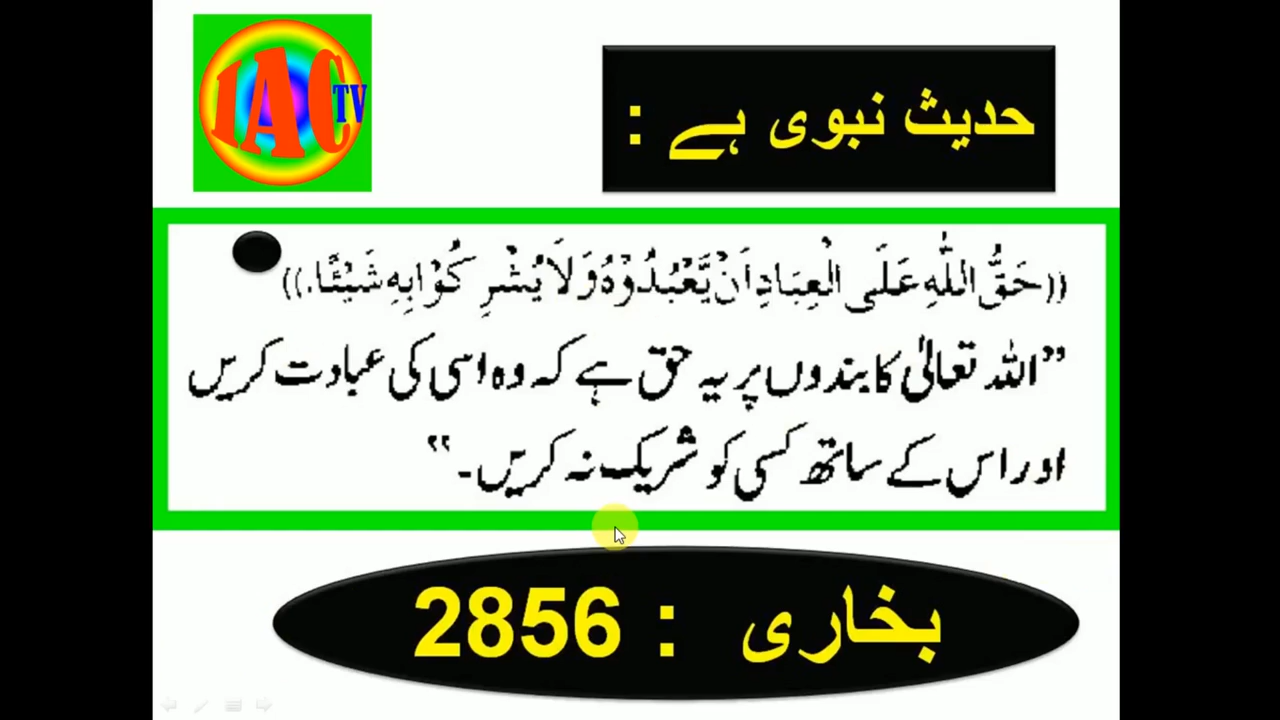 IAC TV
حدیث نبوی ہے :
((حَقُّ اللّٰهِ عَلَى الْعِبَادِ اَنْ يَّعْبُدُوْهُ وَلَا يُشْرِكُوْا بِهِ شَيْئًا.))
”اللہ تعالیٰ کا بندوں پر یہ حق ہے کہ وہ اسی کی عبادت کریں
اور اس کے ساتھ کسی کو شریک نہ کریں۔“
بخاری : 2856